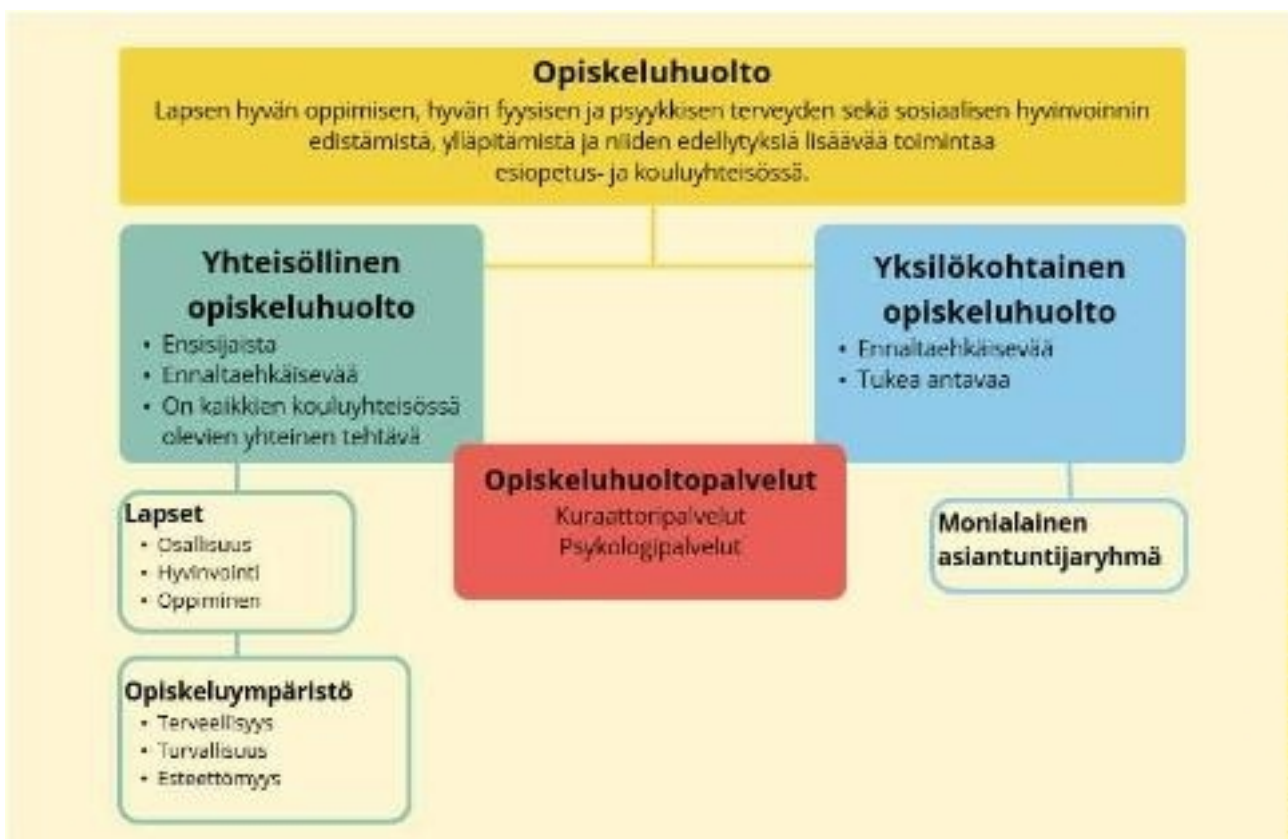 Opiskeluhuolto
Lapsen hyvän oppimisen, hyvän fyysisen ja psyykkisen terveyden sekä sosiaalisen hyvinvoinnin
edistämistä, ylläpitämistä ja niiden edellytyksiä lisäävää toimintaa
esiopetus- ja kouluyhteisössä.
Yhteisöllinen
opiskeluhuolto
• Ensisijaista
• Ennaltaehkäisevää
• On kaikkien kouluyhteisössä
olevien yhteinen tehtävä
Yksilökohtainen
opiskeluhuolto
• Ennaltaehkäisevää
• Tukea antavaa
Opiskeluhuoltopalvelut
Kuraattoripalvelut
Psykologipalvelut
Lapset
• Osallisuus
• Hyvinvointi
• Oppiminen
Monialainen
asiantuntijaryhmä
Opiskeluympäristö
• Terveellisyys
• Turvallisuus
• Esteettömyys